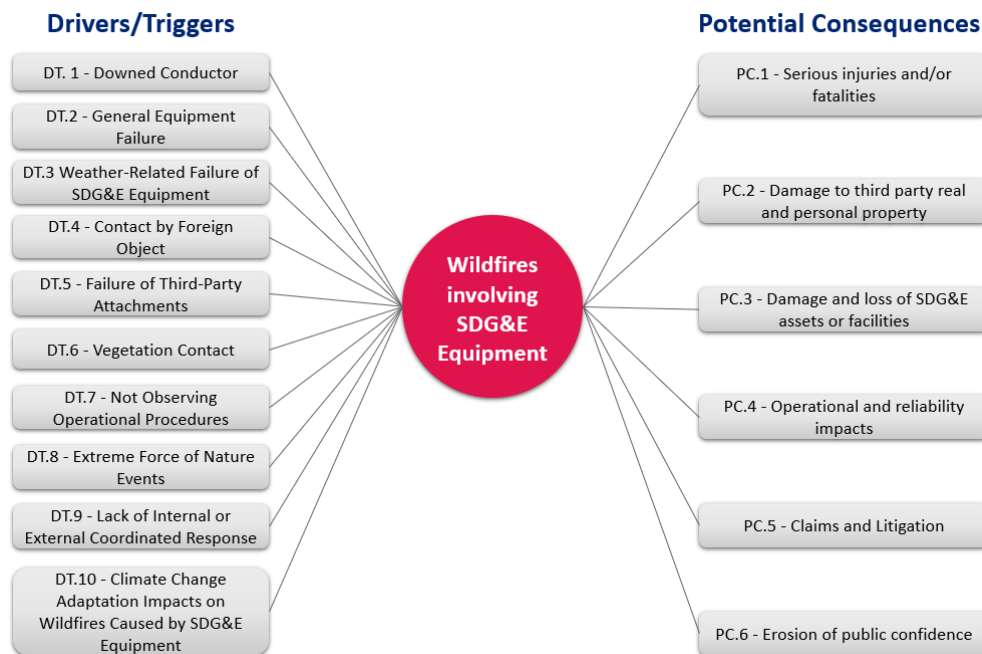 Drivers/Triggers
DT. 1 - Downed Conductor
DT.2 - General Equipment
Failure
DT.3 Weather-Related Failure of
SDG&E Equipment
DT.4 - Contact by Foreign
Object
DT.5 - Failure of Third-Party
Attachments
DT.6 - Vegetation Contact
DT.7 - Not Observing
Operational Procedures
DT.8 - Extreme Force of Nature
Events
DT.9 - Lack of Internal or
External Coordinated Response
DT.10 - Climate Change
Adaptation Impacts on
Wildfires Caused by SDG&E
Equipment
Wildfires
involving
SDG&E
Equipment
Potential Consequences
PC.1 - Serious injuries and/or
fatalities
PC.2 - Damage to third party real
and personal property
PC.3 - Damage and loss of SDG&E
assets or facilities
PC.4 - Operational and reliability
impacts
PC.5 - Claims and Litigation
PC.6 - Erosion of public confidence